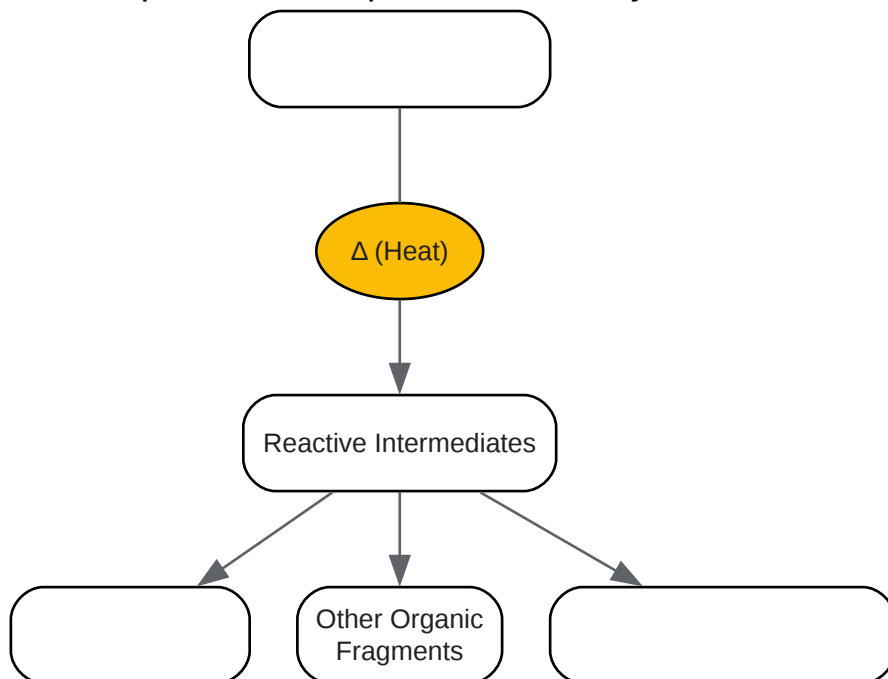 Δ (Heat)
Reactive Intermediates
Other Organic
Fragments